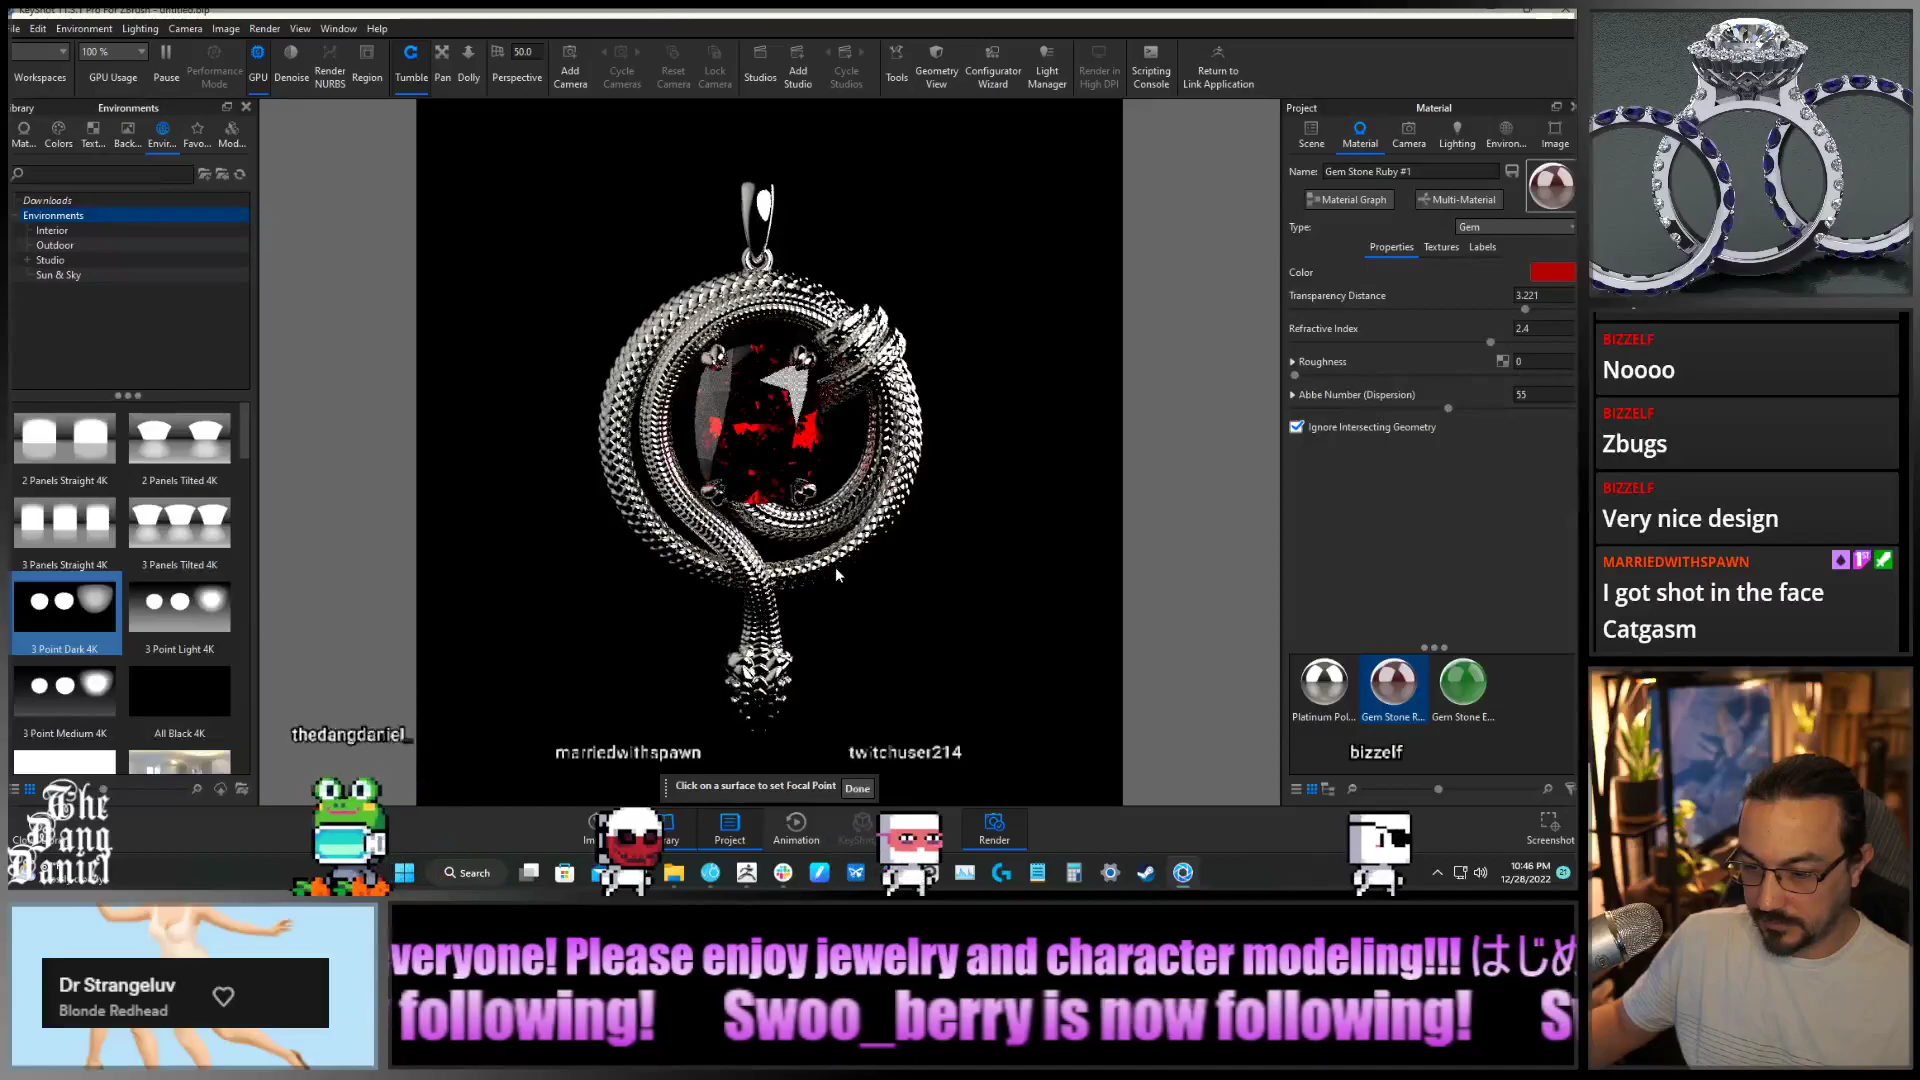 KeyShot 11.3.1 Pro For ZBrush - untitled.bip
Edit Environment Lighting Camera Image Render View Window Help
100 %
50.0
Workspaces
GPU Usage
Pause
Performance Mode
GPU
Denoise
Render NURBS
Region
Tumble
Pan
Dolly
Perspective
Add Camera
Cycle Cameras
Reset Camera
Lock Camera
Studios
Add Studio
Cycle Studios
Tools
Geometry View
Configurator Wizard
Light Manager
Render in High DPI
Scripting Console
Return to Link Application
Environments
Mat... Colors Text... Back... Envir... Favo... Mod...
Downloads
Environments
Interior
Outdoor
Studio
Sun & Sky
2 Panels Straight 4K
2 Panels Tilted 4K
3 Panels Straight 4K
3 Panels Tilted 4K
3 Point Dark 4K
3 Point Light 4K
3 Point Medium 4K
All Black 4K
The
Dang
Daniel
thedangdaniel_
marriedwithspawn
twitchuser214
bizzelf
Click on a surface to set Focal Point
Done
Project
Animation
Render
Screenshot
Project
Material
Scene Material Camera Lighting Environ... Image
Name: Gem Stone Ruby #1
Material Graph
Multi-Material
Type: Gem
Properties Textures Labels
Color
Transparency Distance 3.221
Refractive Index 2.4
Roughness 0
Abbe Number (Dispersion) 55
Ignore Intersecting Geometry
Platinum Pol...
Gem Stone R...
Gem Stone E...
Search
10:46 PM
12/28/2022
21
BIZZELF
Noooo
BIZZELF
Zbugs
BIZZELF
Very nice design
MARRIEDWITHSPAWN
I got shot in the face
Catgasm
Dr Strangeluv
Blonde Redhead
veryone! Please enjoy jewelry and character modeling!!! はじめ
following! Swoo_berry is now following! S